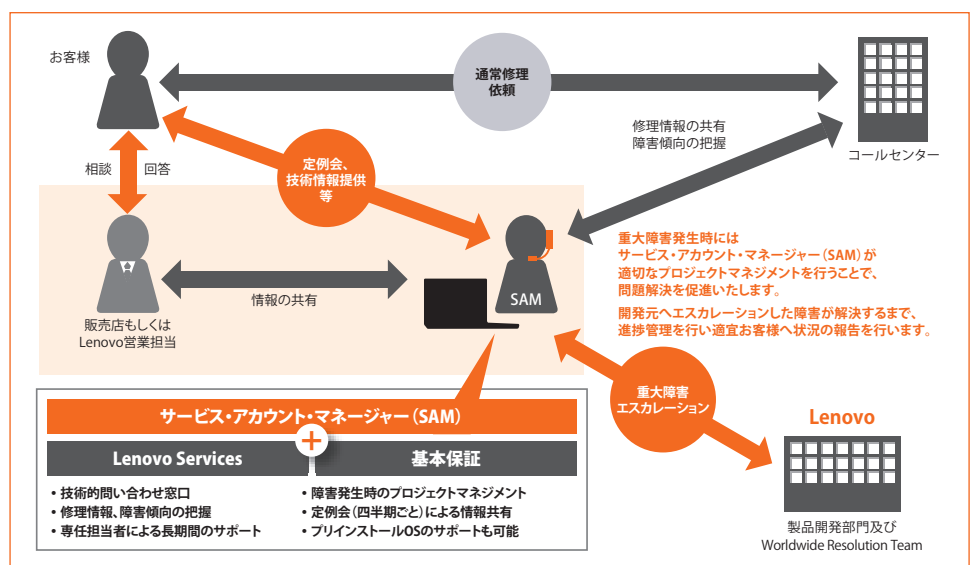 お客様
通常修理
依頼
修理情報の共有
障害傾向の把握
コールセンター
相談
回答
定例会、
技術情報提供
等
情報の共有
SAM
販売店もしくは
Lenovo営業担当
重大障害発生時には
サービス・アカウント・マネージャー（SAM）が
適切なプロジェクトマネジメントを行うことで、
問題解決を促進いたします。
開発元へエスカレーションした障害が解決するまで、
進捗管理を行い適宜お客様へ状況の報告を行います。
重大障害
エスカレーション
Lenovo
製品開発部門及び
Worldwide Resolution Team
サービス・アカウント・マネージャー（SAM）
+
Lenovo Services
基本保証
・技術的問い合わせ窓口
・修理情報、障害傾向の把握
・専任担当者による長期間のサポート
・障害発生時のプロジェクトマネジメント
・定例会（四半期ごと）による情報共有
・プリインストールOSのサポートも可能